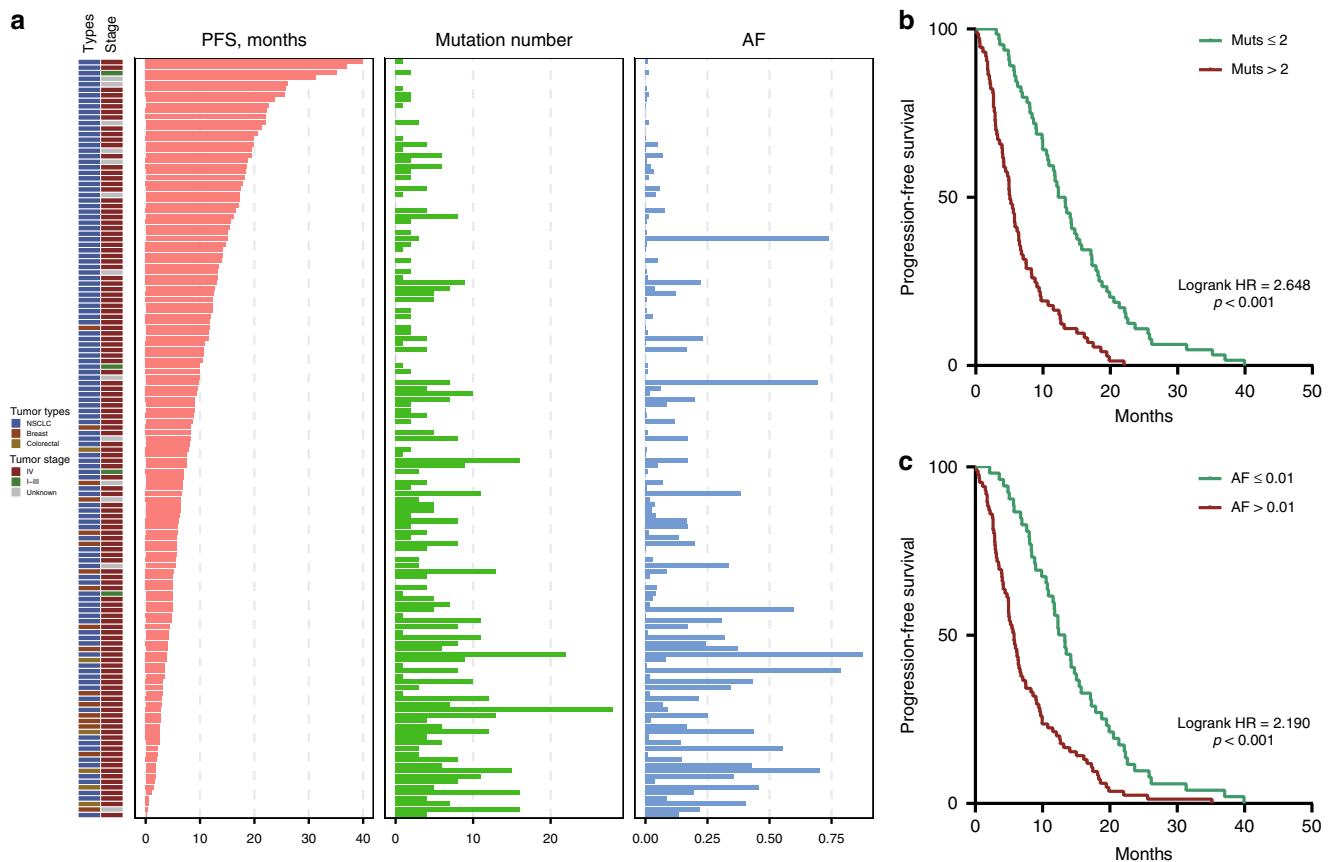 a
Types
Stage
PFS, months
Mutation number
AF
Tumor types
NSCLC
Breast
Colorectal
Tumor stage
IV
I–III
Unknown
0 10 20 30 40
0 10 20
0.00 0.25 0.50 0.75
b
Progression-free survival
100
50
0
Muts ≤ 2
Muts > 2
Logrank HR = 2.648
p < 0.001
0 10 20 30 40 50
Months
c
Progression-free survival
100
50
0
AF ≤ 0.01
AF > 0.01
Logrank HR = 2.190
p < 0.001
0 10 20 30 40 50
Months